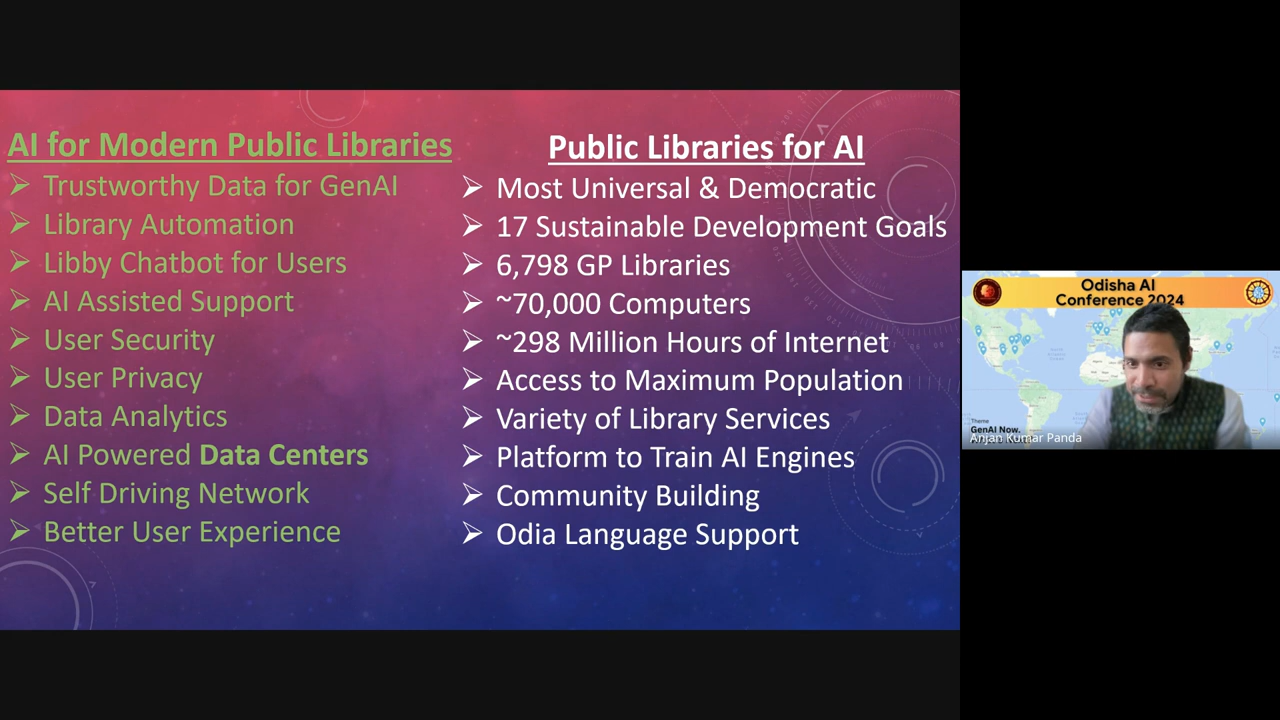 AI for Modern Public Libraries
Trustworthy Data for GenAI
Library Automation
Libby Chatbot for Users
AI Assisted Support
User Security
User Privacy
Data Analytics
AI Powered Data Centers
Self Driving Network
Better User Experience
Public Libraries for AI
Most Universal & Democratic
17 Sustainable Development Goals
6,798 GP Libraries
~70,000 Computers
~298 Million Hours of Internet
Access to Maximum Population
Variety of Library Services
Platform to Train AI Engines
Community Building
Odia Language Support
Odisha AI
Conference 2024
Theme
GenAI Now.
Anjan Kumar Panda